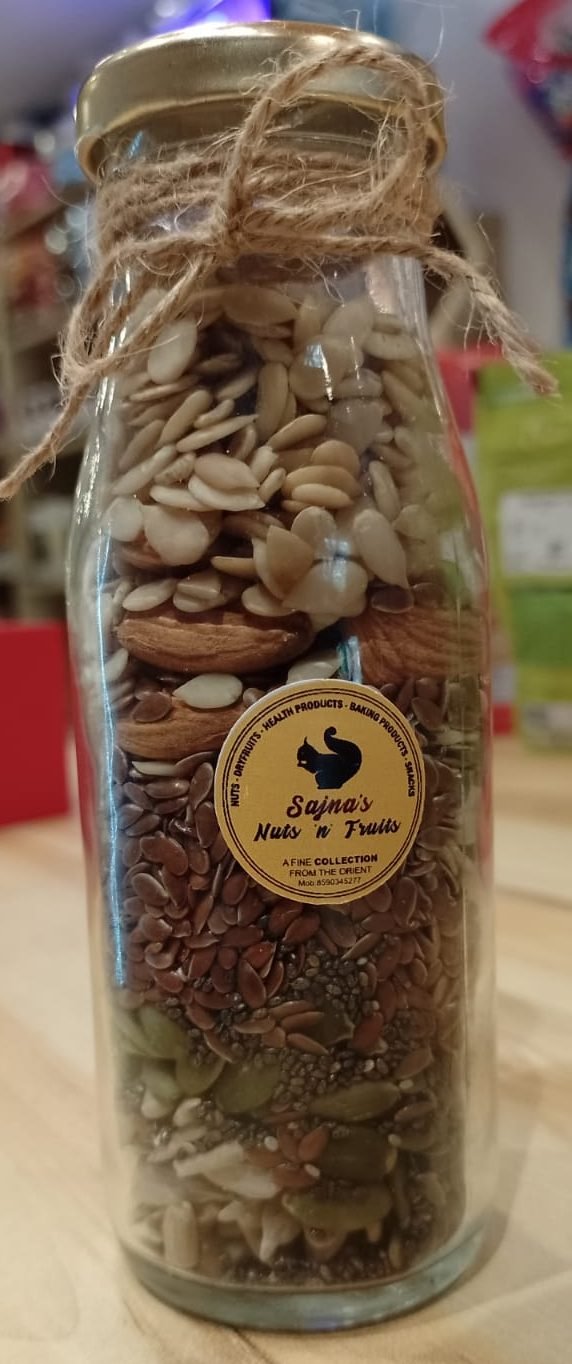 NUTS - DRYFRUITS - HEALTH PRODUCTS - BAKING PRODUCTS - SNACKS
Sajna's
Nuts 'n' Fruits
A FINE COLLECTION
FROM THE ORIENT
Mob:8590345277